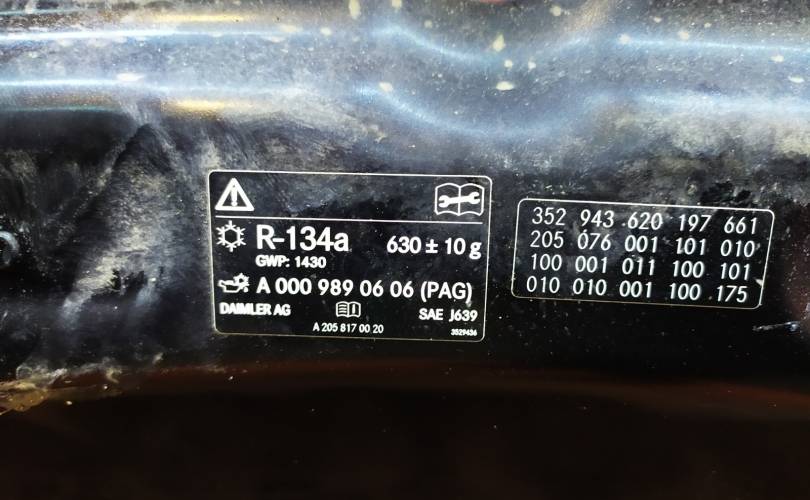 R-134a 630 ± 10 g
GWP: 1430
A 000 989 06 06 (PAG)
DAIMLER AG SAE J639
A 205 817 00 20 3529436
352 943 620 197 661
205 076 001 101 010
100 001 011 100 101
010 010 001 100 175